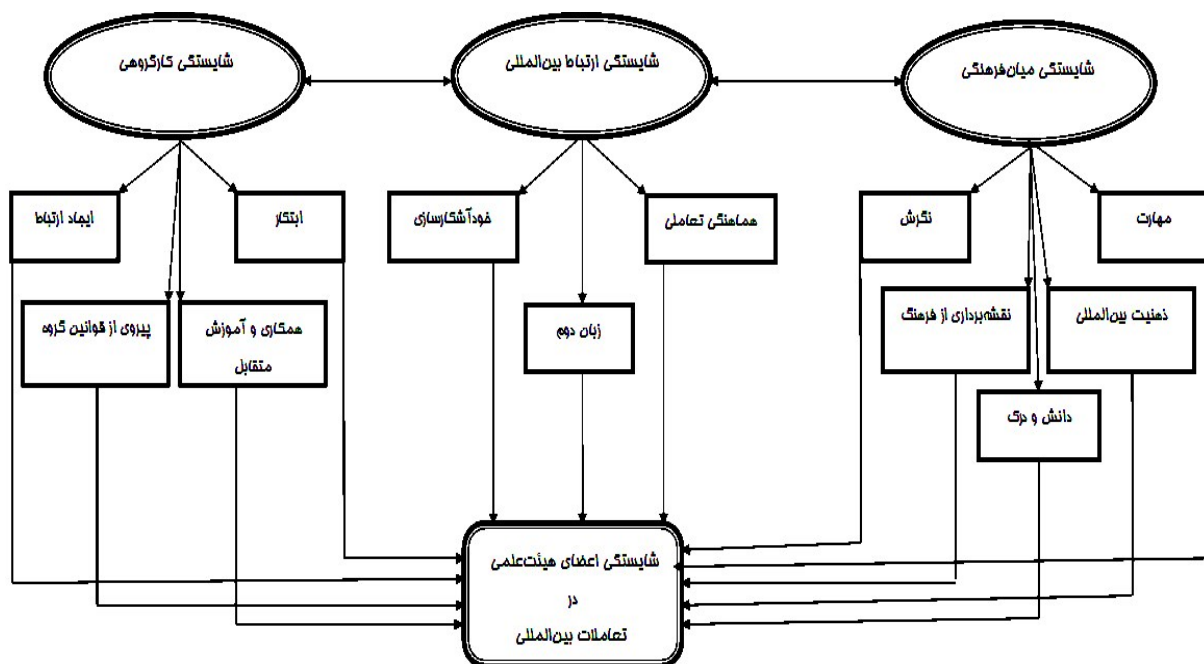 شایستگی میان‌فرهنگی
شایستگی ارتباط بین‌المللی
شایستگی کارگروهی
مهارت
نگرش
هماهنگی تعاملی
خودآشکارسازی
ابتکار
ایجاد ارتباط
ذهنیت بین‌المللی
نقشه‌برداری از فرهنگ
زبان دوم
همکاری و آموزش
متقابل
پیروی از قوانین گروه
دانش و درک
شایستگی اعضای هیئت‌علمی
در
تعاملات بین‌المللی